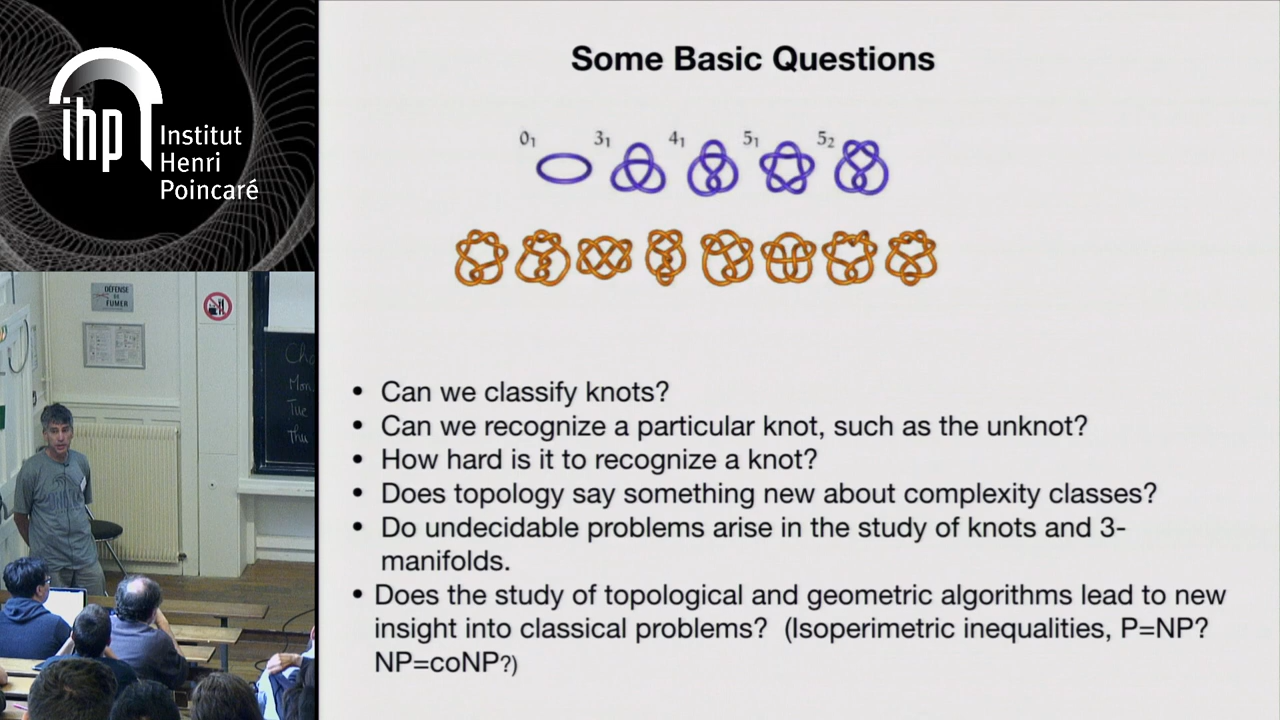 ihp
Institut
Henri
Poincaré
DÉFENSE
DE
FUMER
Mon
Tue
Thu
Some Basic Questions
0₁ 3₁ 4₁ 5₁ 5₂
• Can we classify knots?
• Can we recognize a particular knot, such as the unknot?
• How hard is it to recognize a knot?
• Does topology say something new about complexity classes?
• Do undecidable problems arise in the study of knots and 3-
manifolds.
• Does the study of topological and geometric algorithms lead to new
insight into classical problems? (Isoperimetric inequalities, P=NP?
NP=coNP?)